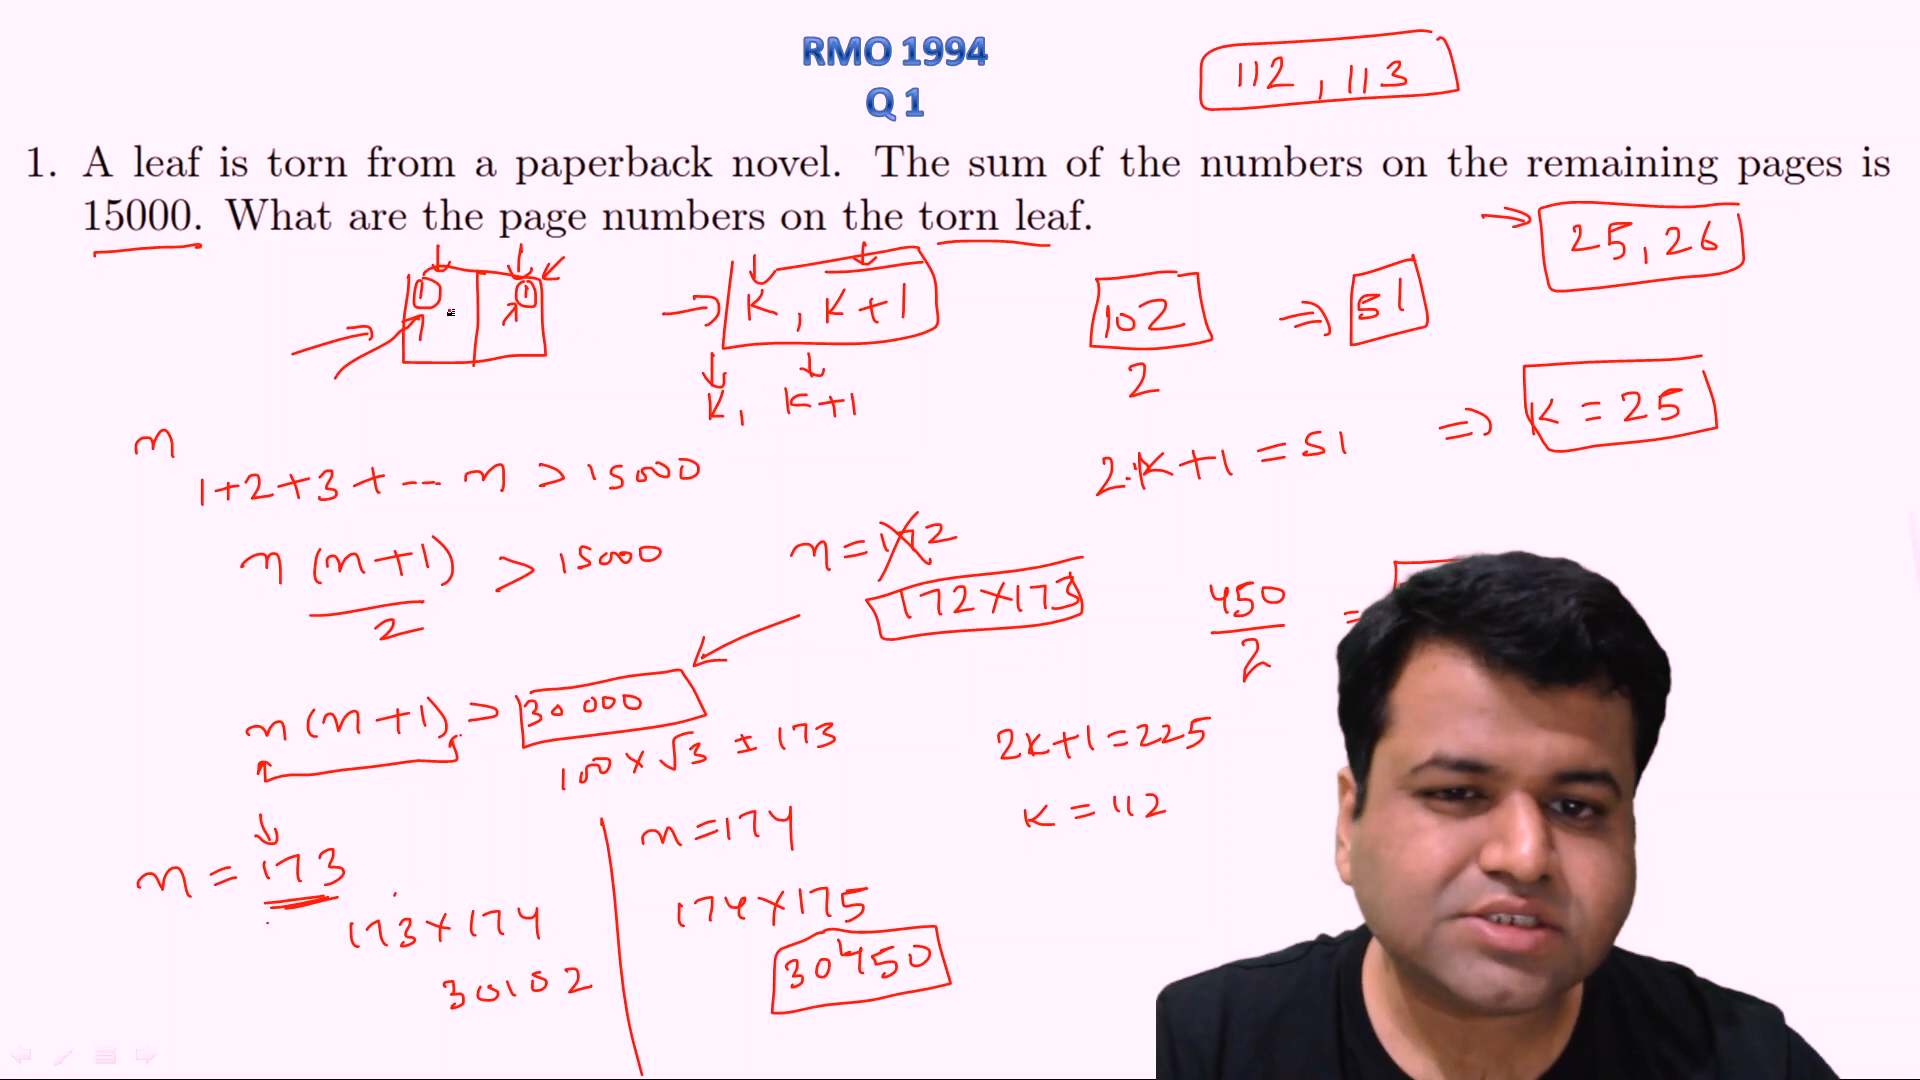 RMO 1994
Q 1
112 , 113
1. A leaf is torn from a paperback novel. The sum of the numbers on the remaining pages is
15000. What are the page numbers on the torn leaf.
25, 26
K , K+1
102
2
⇒ 51
K, K+1
2·K+1 = 51
⇒ K = 25
n
1+2+3+ -- n > 15000
n (n+1) > 15000
2
n = 172
172×173
450
2
=
n (n+1) > 30000
100 × √3 ± 173
2K+1=225
K = 112
n = 173
173×174
30102
n =174
174×175
30450